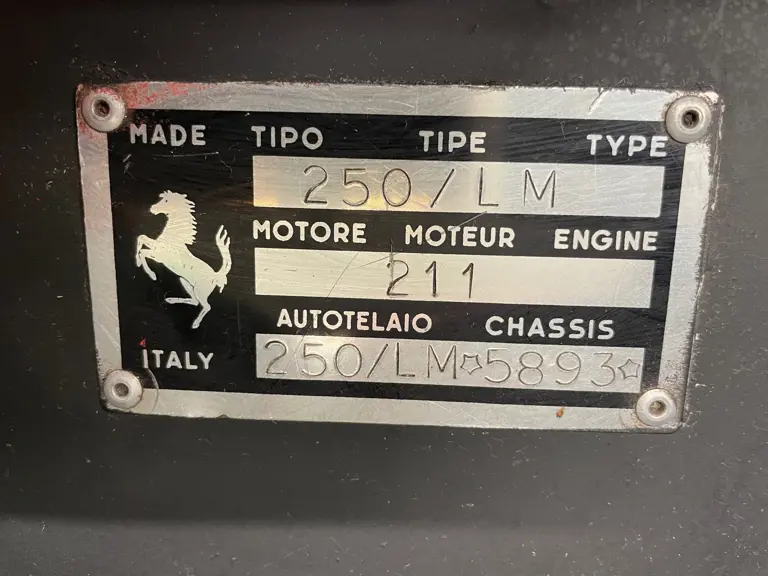 MADE TIPO TIPE TYPE
250/LM
MOTORE MOTEUR ENGINE
211
AUTOTELAIO CHASSIS
ITALY 250/LM☆5893☆